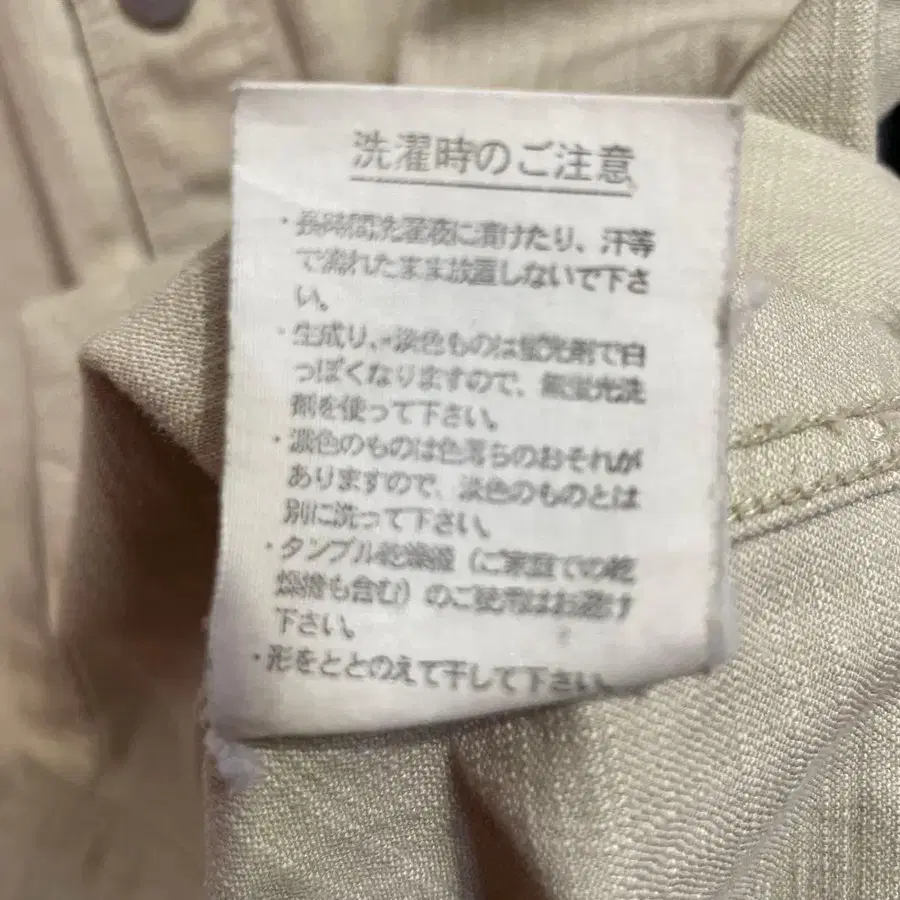 洗濯時のご注意
・長時間洗濯液に漬けたり、汗等
で濡れたまま放置しないで下さ
い。
・生成り、淡色ものは蛍光剤で白
っぽくなりますので、無蛍光洗
剤を使って下さい。
・濃色のものは色落ちのおそれが
ありますので、淡色のものとは
別に洗って下さい。
・タンブル乾燥機（ご家庭での乾
燥機も含む）のご使用はお避け
下さい。
・形をととのえて干して下さい。